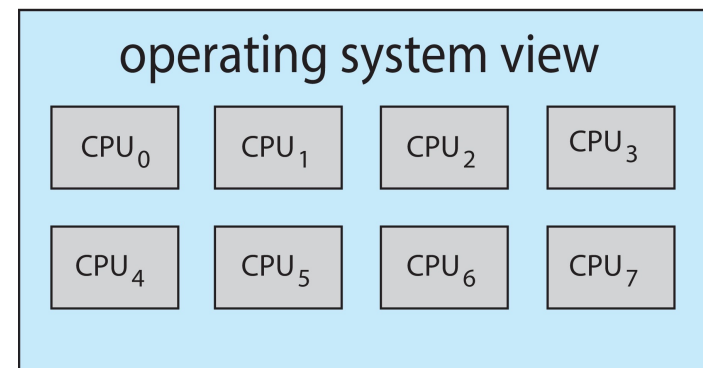 operating system view
CPU₀ CPU₁ CPU₂ CPU₃
CPU₄ CPU₅ CPU₆ CPU₇